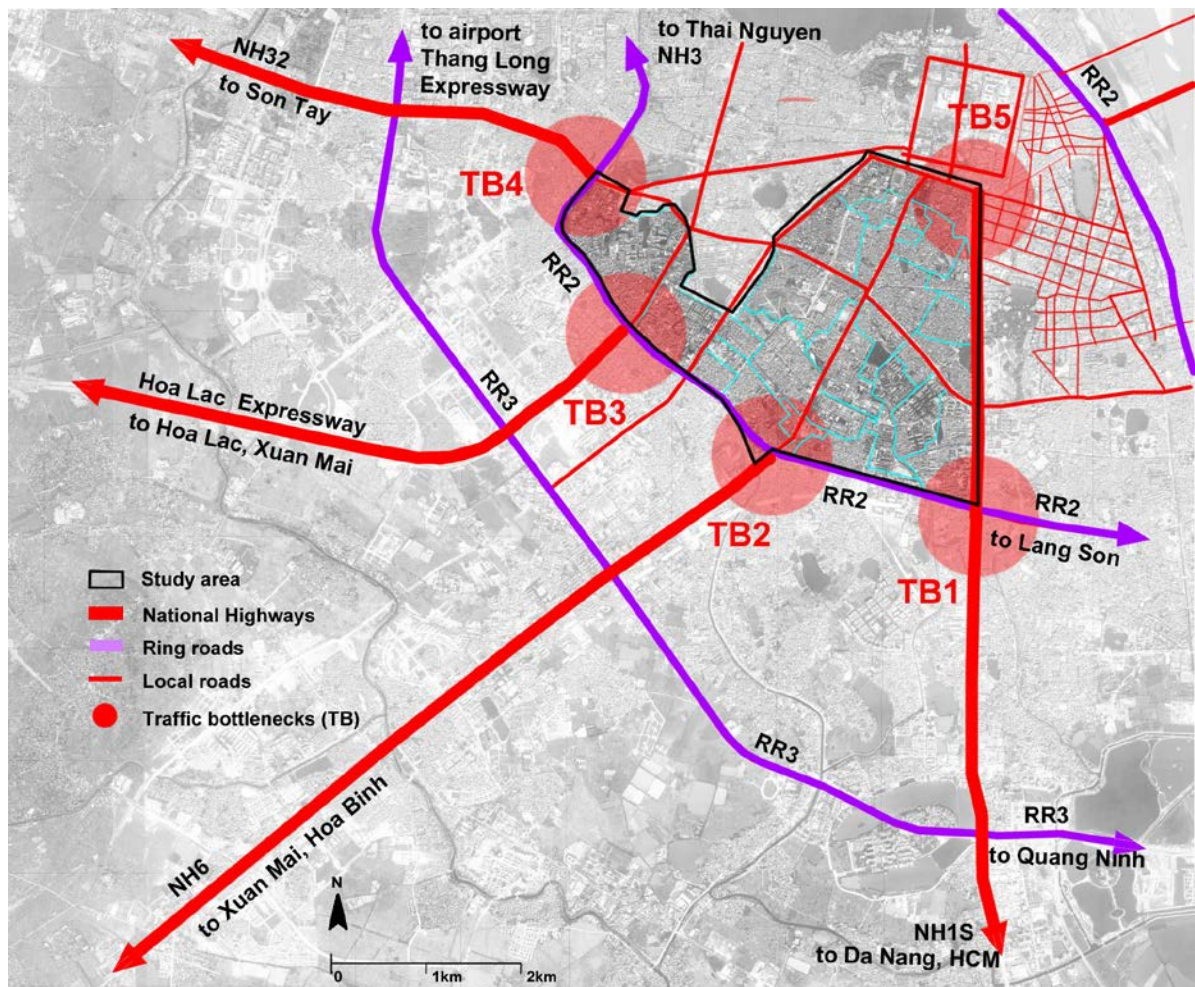 to airport
Thang Long
Expressway
to Thai Nguyen
NH3
NH32
to Son Tay
RR2
TB5
TB4
RR2
RR3
TB3
Hoa Lac Expressway
to Hoa Lac, Xuan Mai
RR2
RR2
to Lang Son
TB2
TB1
Study area
National Highways
Ring roads
Local roads
Traffic bottlenecks (TB)
RR3
RR3
to Quang Ninh
NH6
to Xuan Mai, Hoa Binh
N
0
1km
2km
NH1S
to Da Nang, HCM